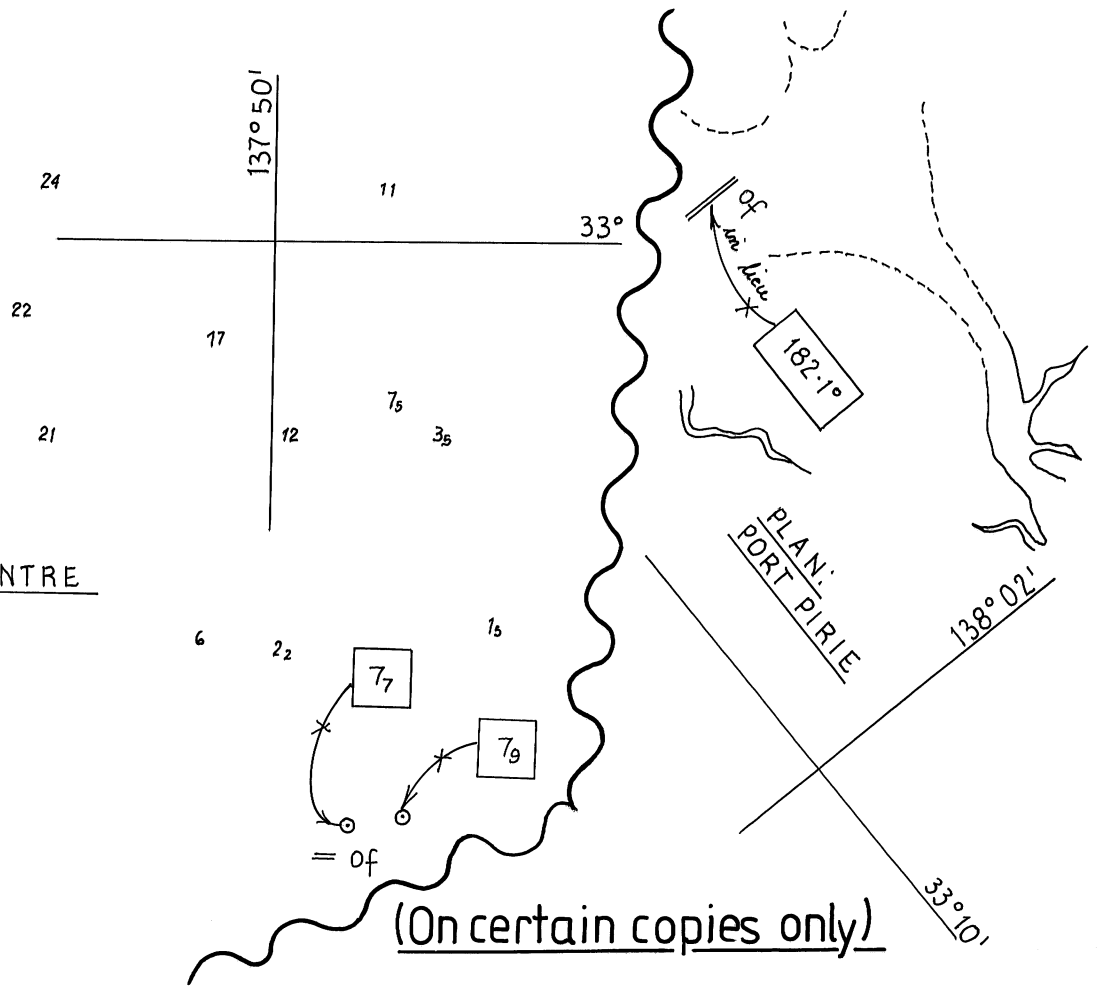 137° 50'
24
11
33°
of
in lieu
22
17
182·1°
7₅
21
12
3₅
PLAN:
PORT PIRIE
NTRE
138° 02'
6
2₂
1₅
7₇
7₉
= of
33° 10'
(On certain copies only)